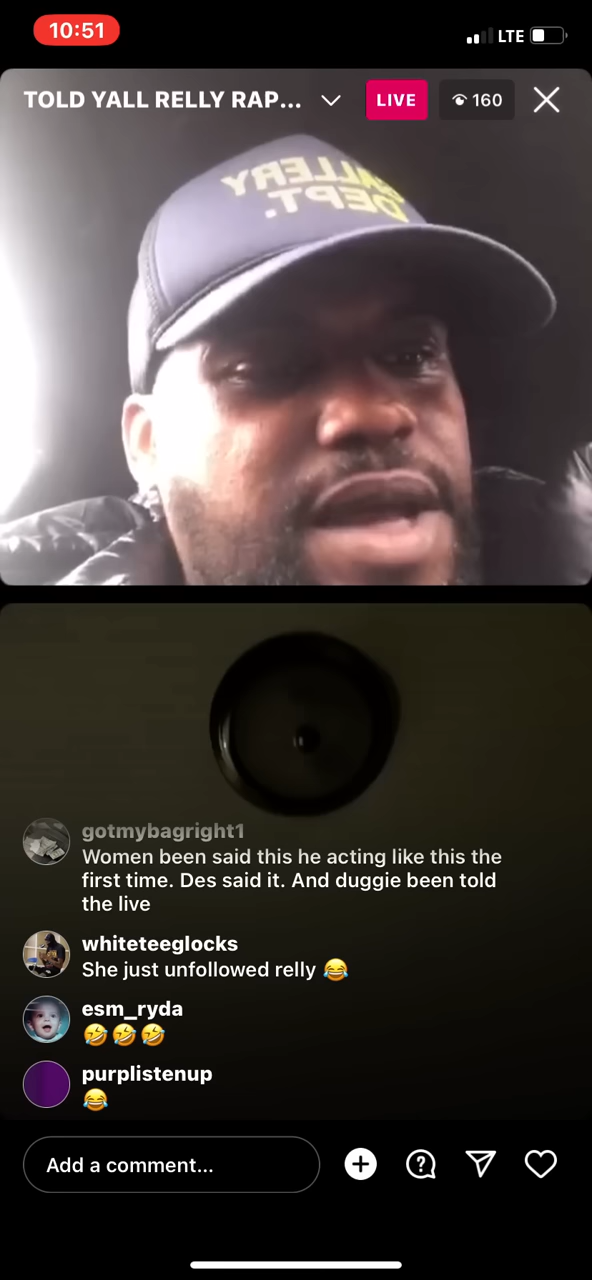 10:51
LTE
TOLD YALL RELLY RAP...
LIVE
160
GALLERY
DEPT.
gotmybagright1
Women been said this he acting like this the
first time. Des said it. And duggie been told
the live
whiteteeglocks
She just unfollowed relly 😂
esm_ryda
🤣🤣🤣
purplistenup
😂
Add a comment...